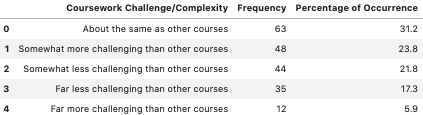 Coursework Challenge/Complexity Frequency Percentage of Occurrence
0 About the same as other courses 63 31.2
1 Somewhat more challenging than other courses 48 23.8
2 Somewhat less challenging than other courses 44 21.8
3 Far less challenging than other courses 35 17.3
4 Far more challenging than other courses 12 5.9